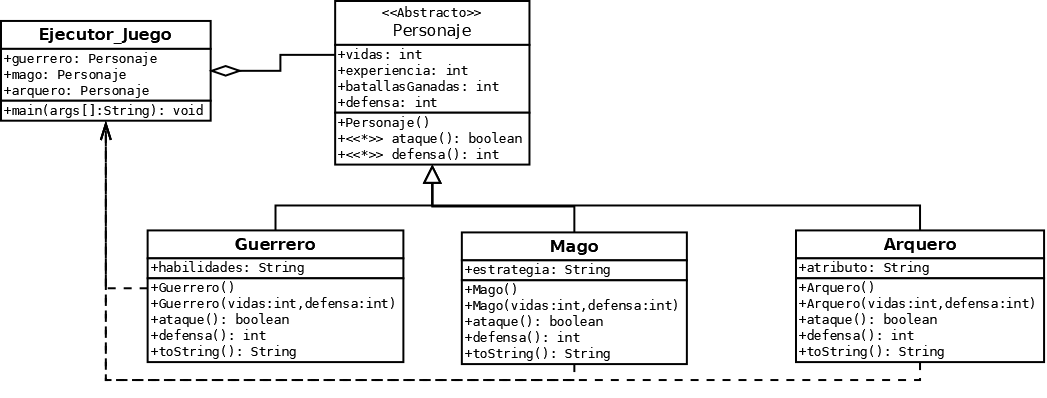 Ejecutor_Juego
+guerrero: Personaje
+mago: Personaje
+arquero: Personaje
+main(args[]:String): void
<<Abstracto>>
Personaje
+vidas: int
+experiencia: int
+batallasGanadas: int
+defensa: int
+Personaje()
+<<*>> ataque(): boolean
+<<*>> defensa(): int
Guerrero
+habilidades: String
+Guerrero()
+Guerrero(vidas:int,defensa:int)
+ataque(): boolean
+defensa(): int
+toString(): String
Mago
+estrategia: String
+Mago()
+Mago(vidas:int,defensa:int)
+ataque(): boolean
+defensa(): int
+toString(): String
Arquero
+atributo: String
+Arquero()
+Arquero(vidas:int,defensa:int)
+ataque(): boolean
+defensa(): int
+toString(): String